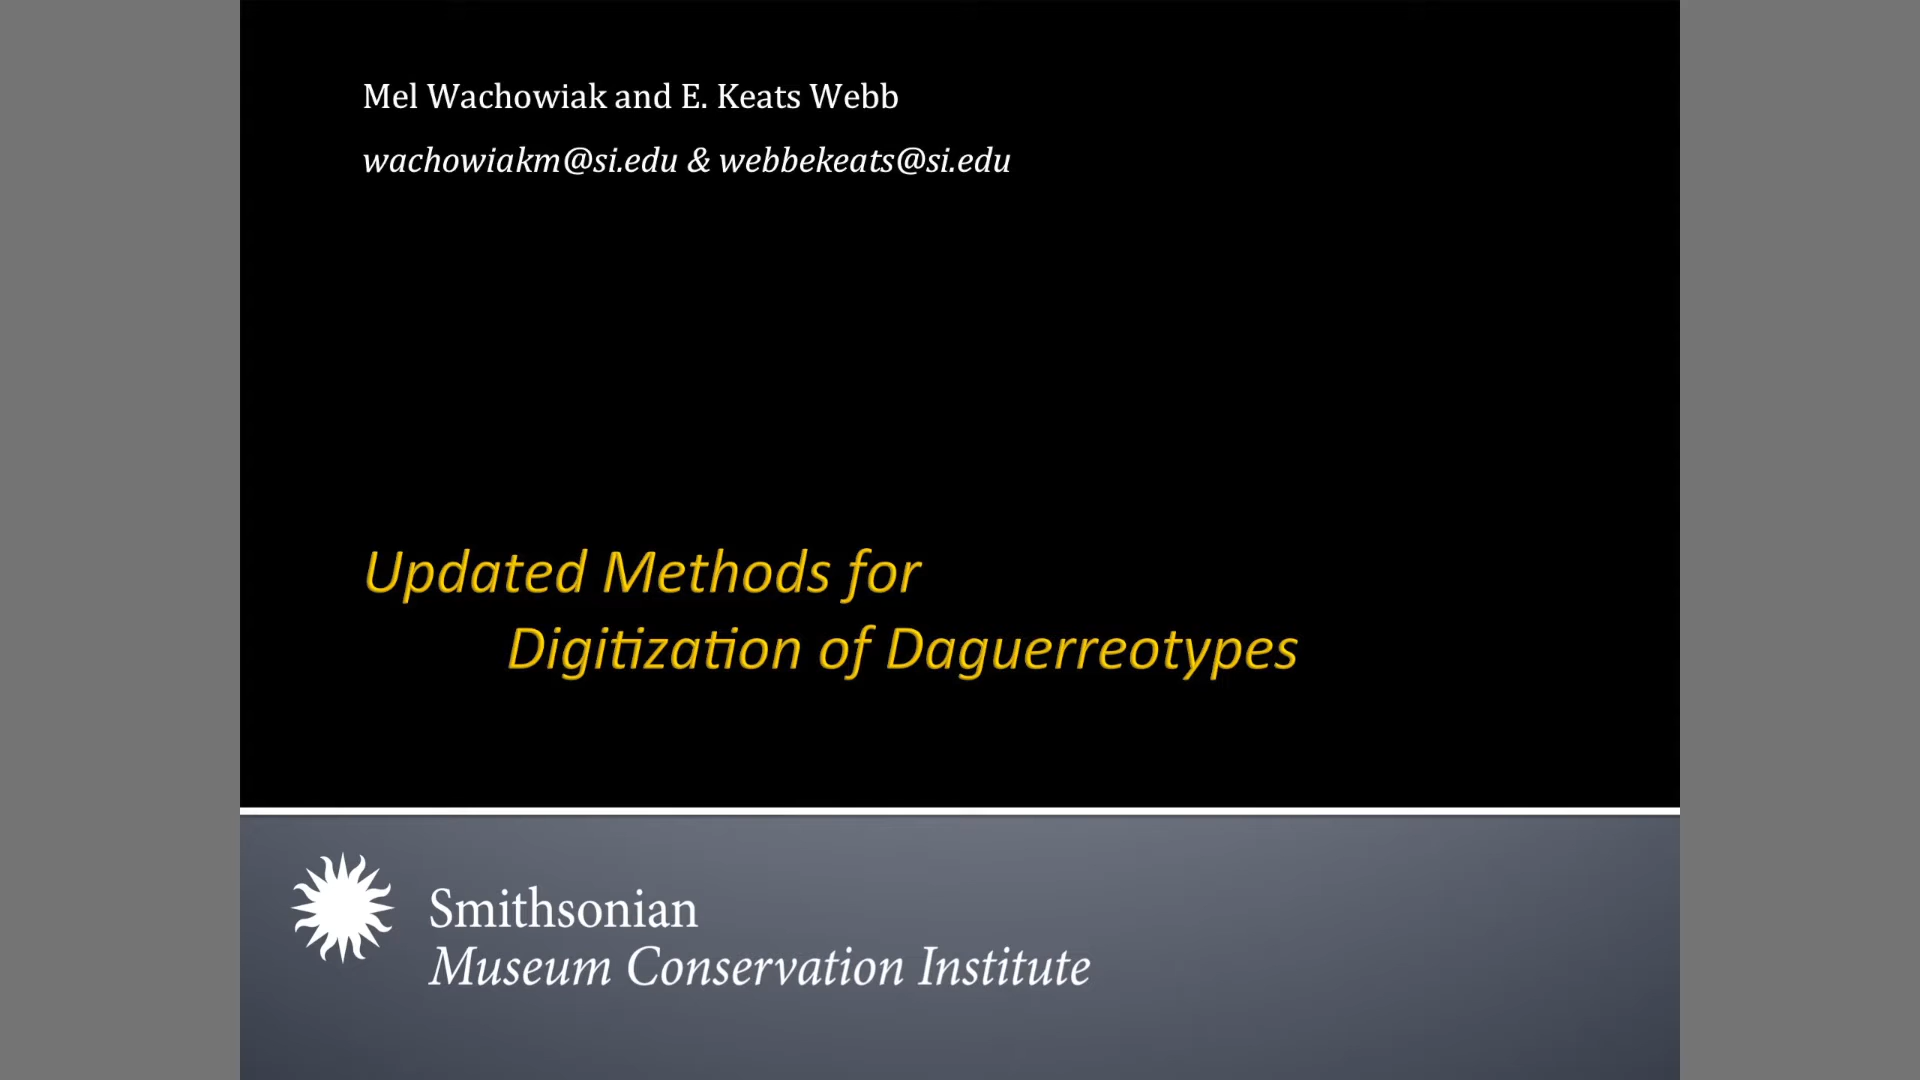 Mel Wachowiak and E. Keats Webb
wachowiakm@si.edu & webbekeats@si.edu
Updated Methods for
Digitization of Daguerreotypes
Smithsonian
Museum Conservation Institute